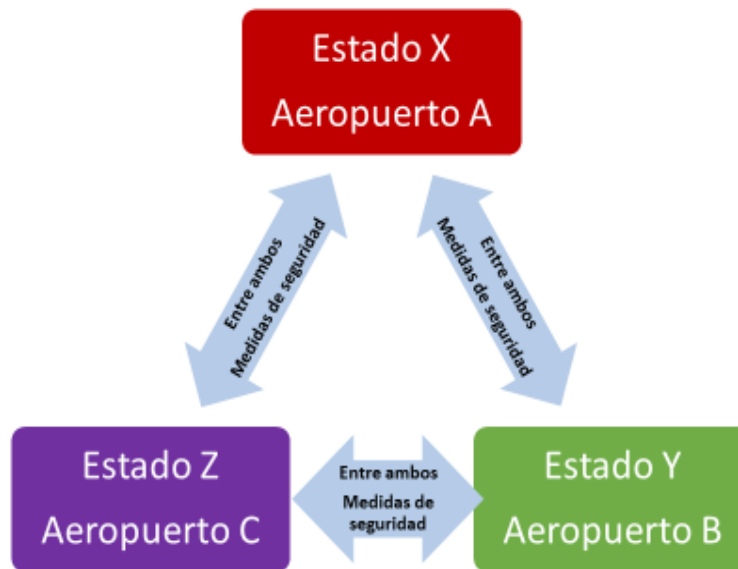 Estado X
Aeropuerto A
Entre ambos
Medidas de seguridad
Entre ambos
Medidas de seguridad
Estado Z
Aeropuerto C
Entre ambos
Medidas de
seguridad
Estado Y
Aeropuerto B